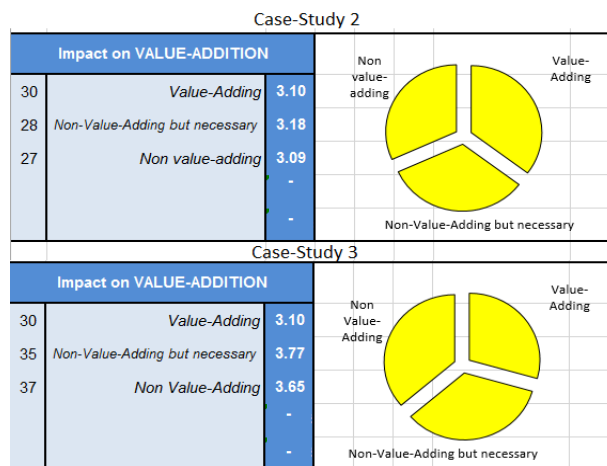 Case-Study 2
Impact on VALUE-ADDITION
30 Value-Adding 3.10
28 Non-Value-Adding but necessary 3.18
27 Non value-adding 3.09
-
-
Non
value-
adding
Value-
Adding
Non-Value-Adding but necessary
Case-Study 3
Impact on VALUE-ADDITION
30 Value-Adding 3.10
35 Non-Value-Adding but necessary 3.77
37 Non Value-Adding 3.65
-
-
Non
Value-
Adding
Value-
Adding
Non-Value-Adding but necessary